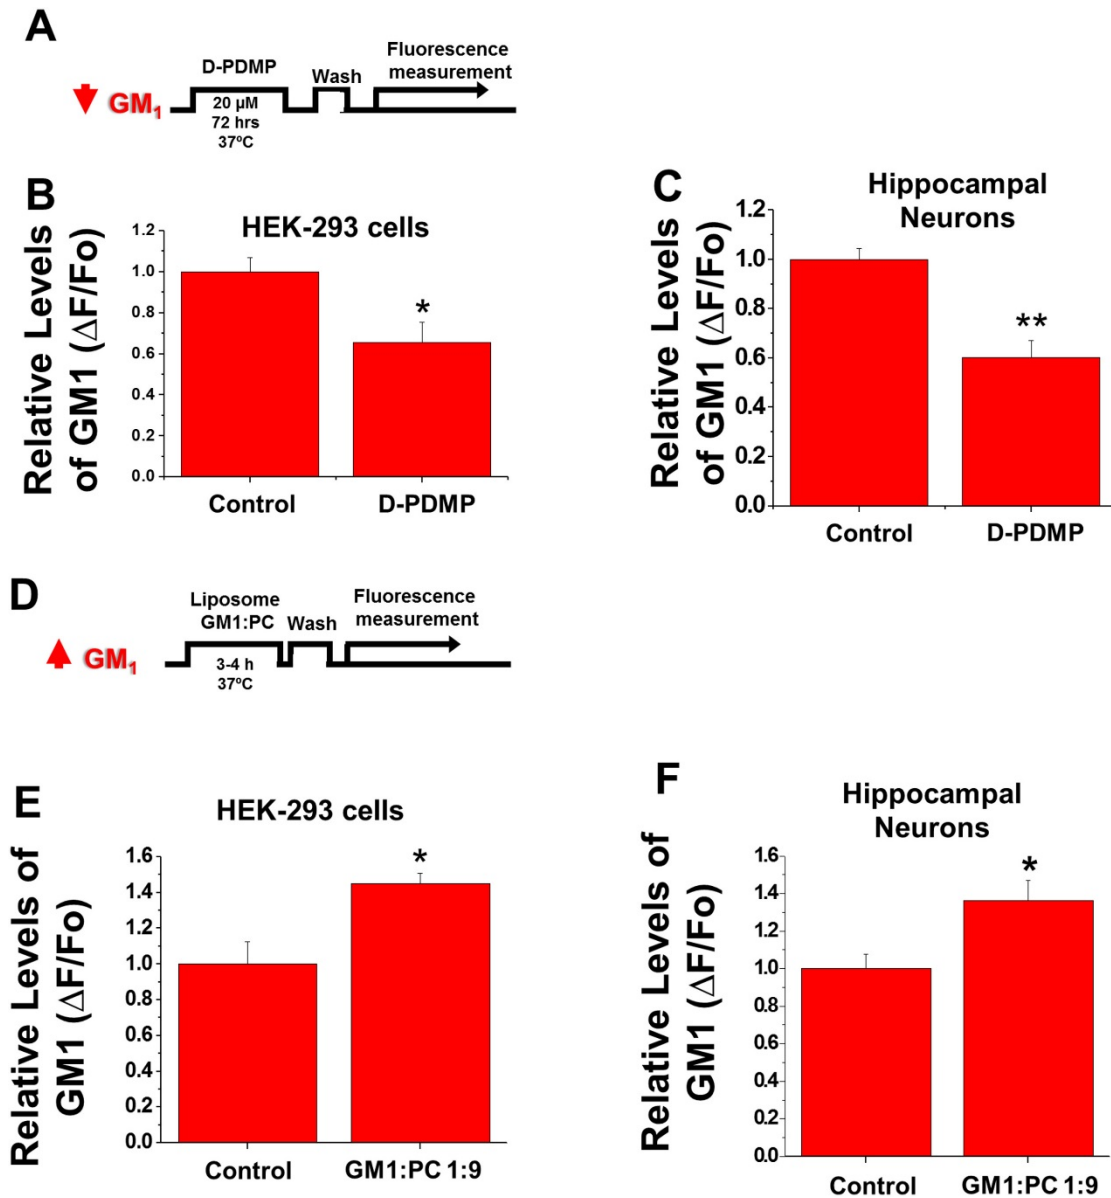 A
D-PDMP
Wash
Fluorescence
measurement
GM1
20 µM
72 hrs
37ºC
B
HEK-293 cells
Relative Levels
of GM1 (ΔF/Fo)
1.2
1.0
0.8
0.6
0.4
0.2
0.0
*
Control
D-PDMP
C
Hippocampal
Neurons
Relative Levels
of GM1 (ΔF/Fo)
1.2
1.0
0.8
0.6
0.4
0.2
0.0
**
Control
D-PDMP
D
Liposome
GM1:PC
Wash
Fluorescence
measurement
GM1
3-4 h
37ºC
E
HEK-293 cells
Relative Levels of
GM1 (ΔF/Fo)
1.6
1.4
1.2
1.0
0.8
0.6
0.4
0.2
0.0
*
Control
GM1:PC 1:9
F
Hippocampal
Neurons
Relative Levels of
GM1 (ΔF/Fo)
1.6
1.4
1.2
1.0
0.8
0.6
0.4
0.2
0.0
*
Control
GM1:PC 1:9